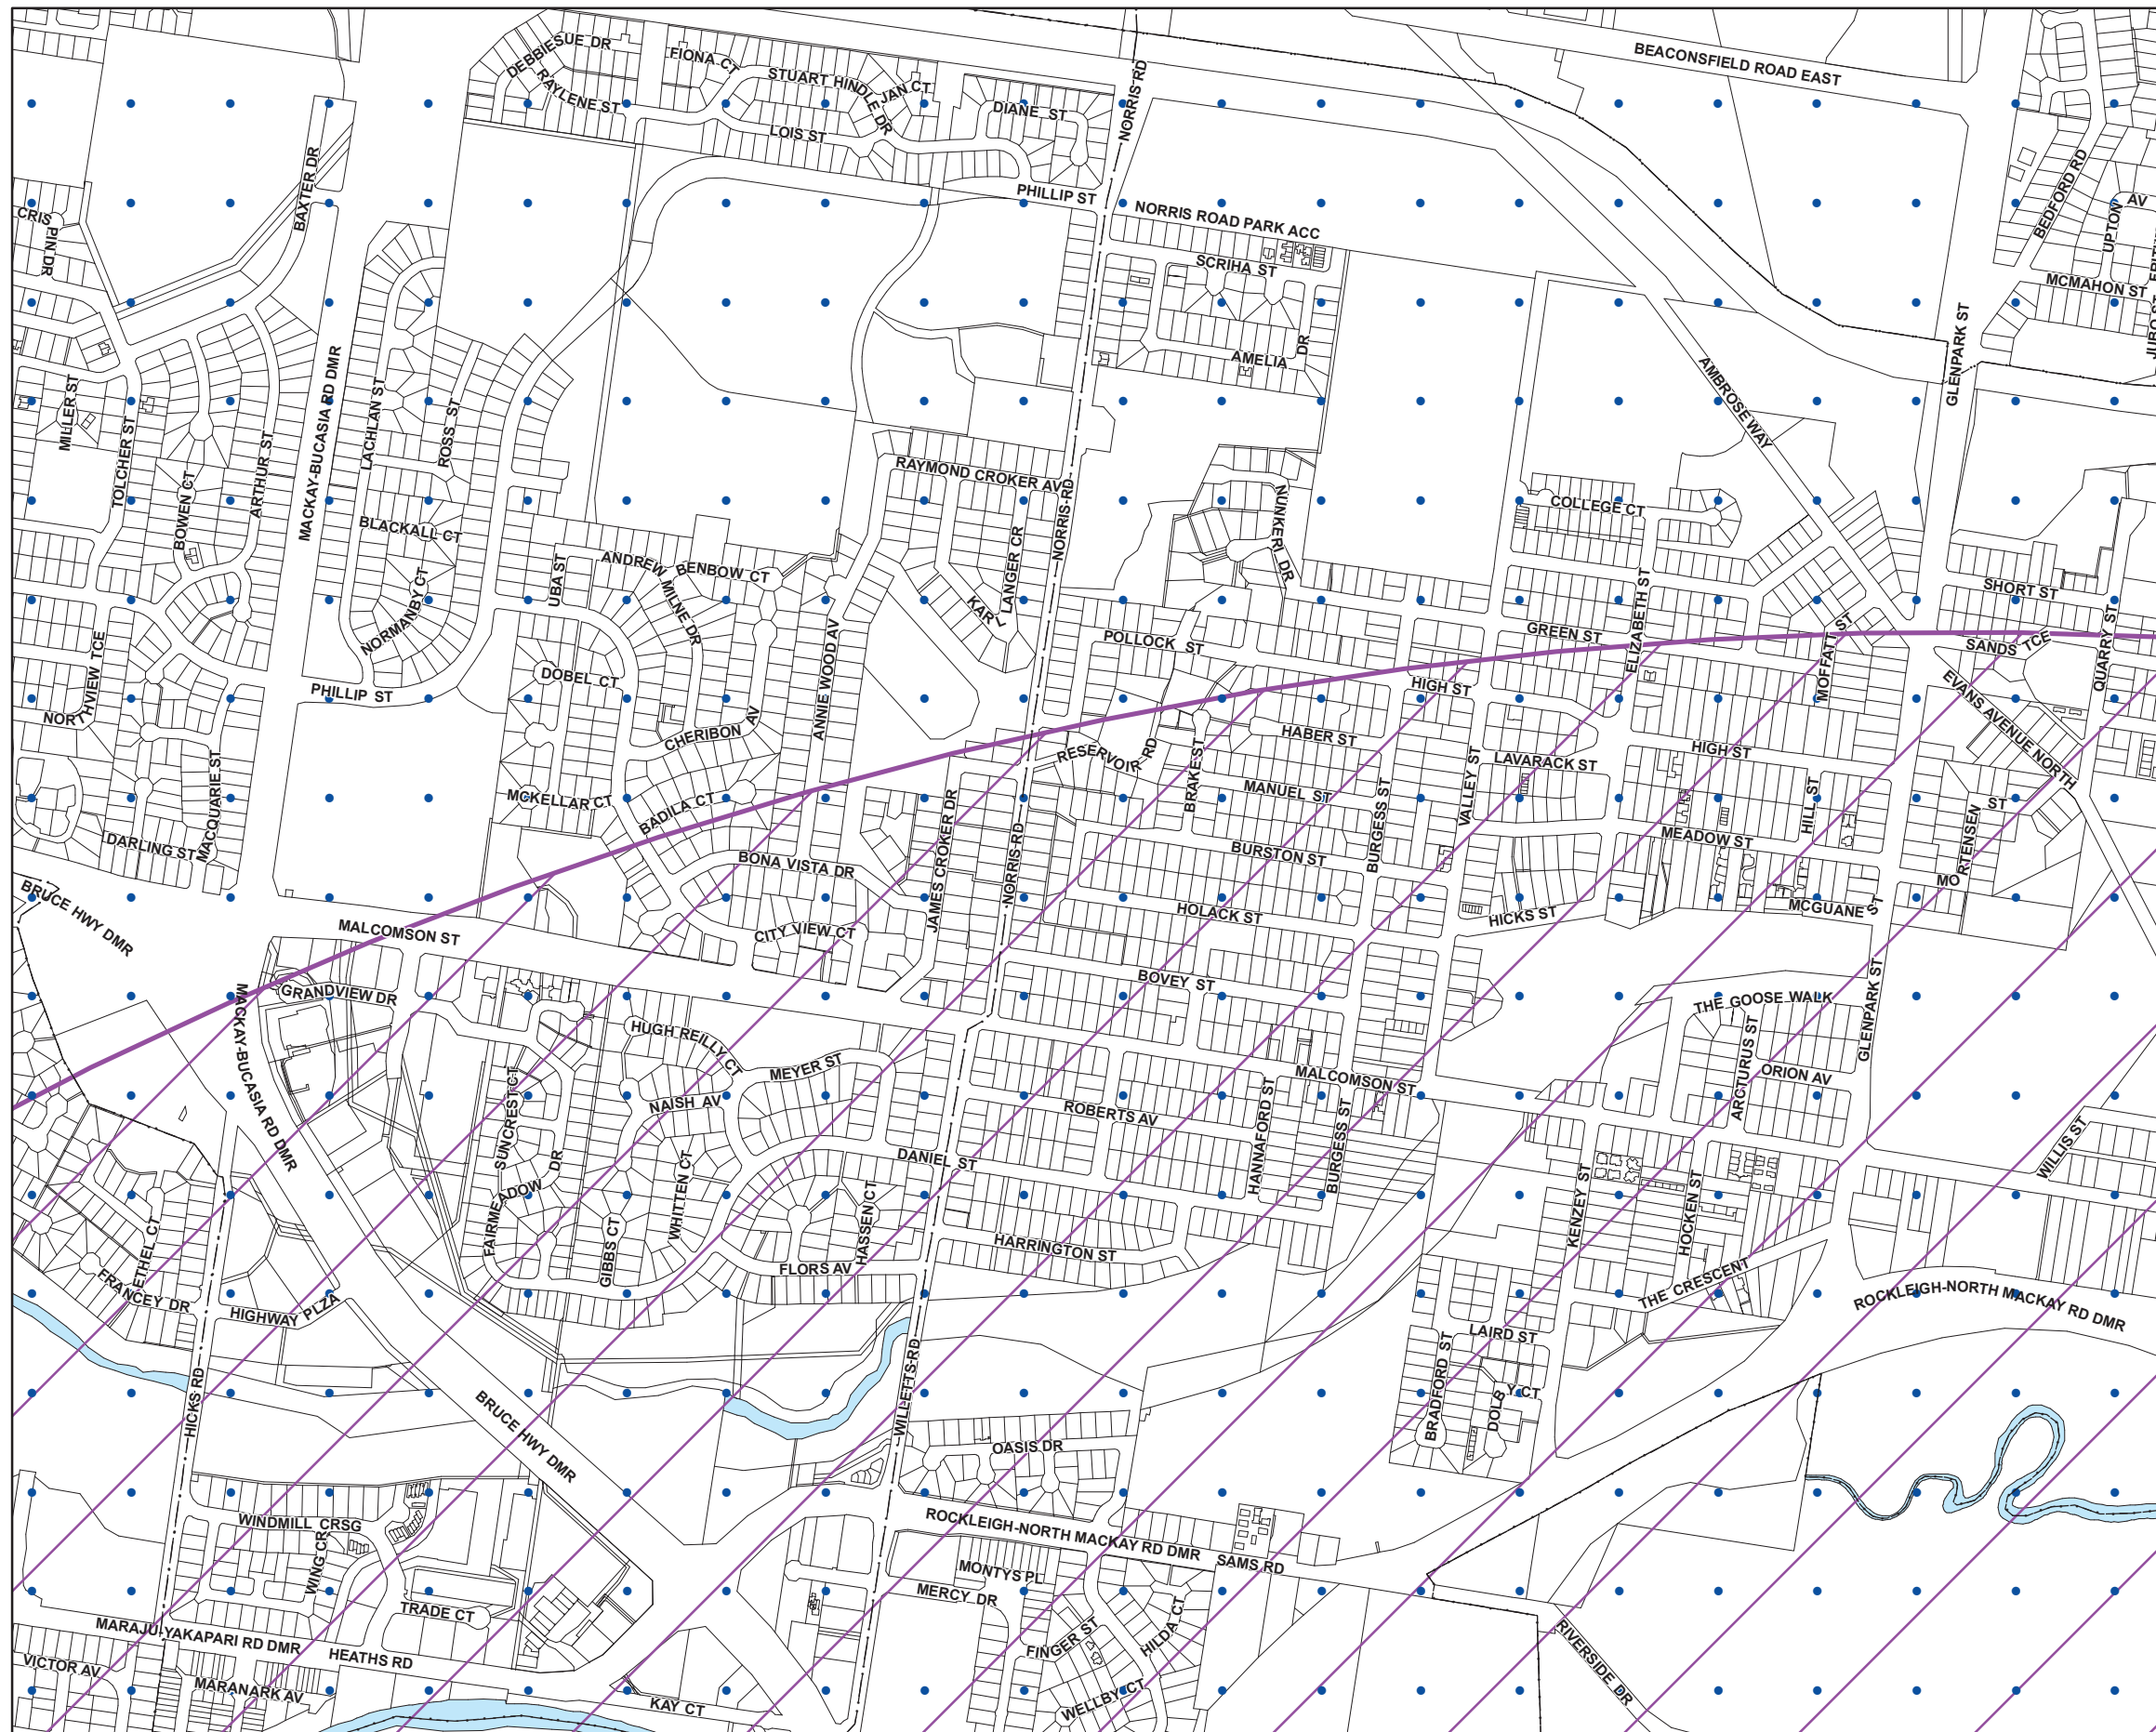 BEACONSFIELD ROAD EAST
DEBBIESUE DR
FIONA CT
STUART HINDLE DR
JAN CT
RAYLENE ST
LOIS ST
DIANE ST
NORRIS RD
BAXTER DR
PHILLIP ST
NORRIS ROAD PARK ACC
BEDFORD RD
UPTON
AV
CRISPIN DR
SCRIHA ST
MCMAHON ST
AMELIA DR
GLENPARK ST
AMBROSE WAY
MILLER ST
TOLCHER ST
BOWEN CT
ARTHUR ST
MACKAY-BUCASIA RD DMR
LACHLAN ST
ROSS ST
RAYMOND CROKER AV
BLACKALL CT
NORMANBY CT
UBA ST
ANDREW MILNE DR
BENBOW CT
KARL LANGER CR
NORRIS RD
NUNKERI DR
COLLEGE CT
SHORT ST
ELIZABETH ST
GREEN ST
MOFFATT ST
SANDS TCE
QUARRY ST
POLLOCK ST
NORTHVIEW TCE
PHILLIP ST
DOBEL CT
CHERIBON AV
ANNIE WOOD AV
HIGH ST
EVANS AVENUE NORTH
RESERVOIR RD
HABER ST
LAVARACK ST
HIGH ST
MACQUARIE ST
DARLING ST
MCKELLAR CT
BADILA CT
BRAKE ST
MANUEL ST
BURGESS ST
VALLEY ST
HILL ST
MEADOW ST
MORTENSEN ST
BONA VISTA DR
JAMES CROKER DR
NORRIS RD
BURSTON ST
BRUCE HWY DMR
MALCOMSON ST
CITY VIEW CT
HOLACK ST
HICKS ST
MCGUANE ST
GRANDVIEW DR
BOVEY ST
THE GOOSE WALK
GLENPARK ST
MACKAY-BUCASIA RD DMR
HUGH REILLY CT
MEYER ST
MALCOMSON ST
ARCTURUS ST
ORION AV
NAISH AV
ROBERTS AV
SUNCREST CT
HANNAFORD ST
BURGESS ST
WILLIS ST
DANIEL ST
FAIRMEADOW DR
WHITTEN CT
HASSEN CT
KENZEY ST
HOCKEN ST
ETHEL CT
GIBBS CT
FLORS AV
HARRINGTON ST
FRANCEY DR
HIGHWAY PLZA
THE CRESCENT
ROCKLEIGH-NORTH MACKAY RD DMR
LAIRD ST
HICKS RD
BRUCE HWY DMR
WILLETTS RD
BRADFORD ST
DOLBY CT
OASIS DR
WINDMILL CRSG
WING CR
ROCKLEIGH-NORTH MACKAY RD DMR
SAMS RD
MONTYS PL
MERCY DR
TRADE CT
MARAJU-YAKAPARI RD DMR
HEATHS RD
FINGER ST
HILDA CT
RIVERSIDE DR
VICTOR AV
MARANARK AV
KAY CT
WELLBY CT